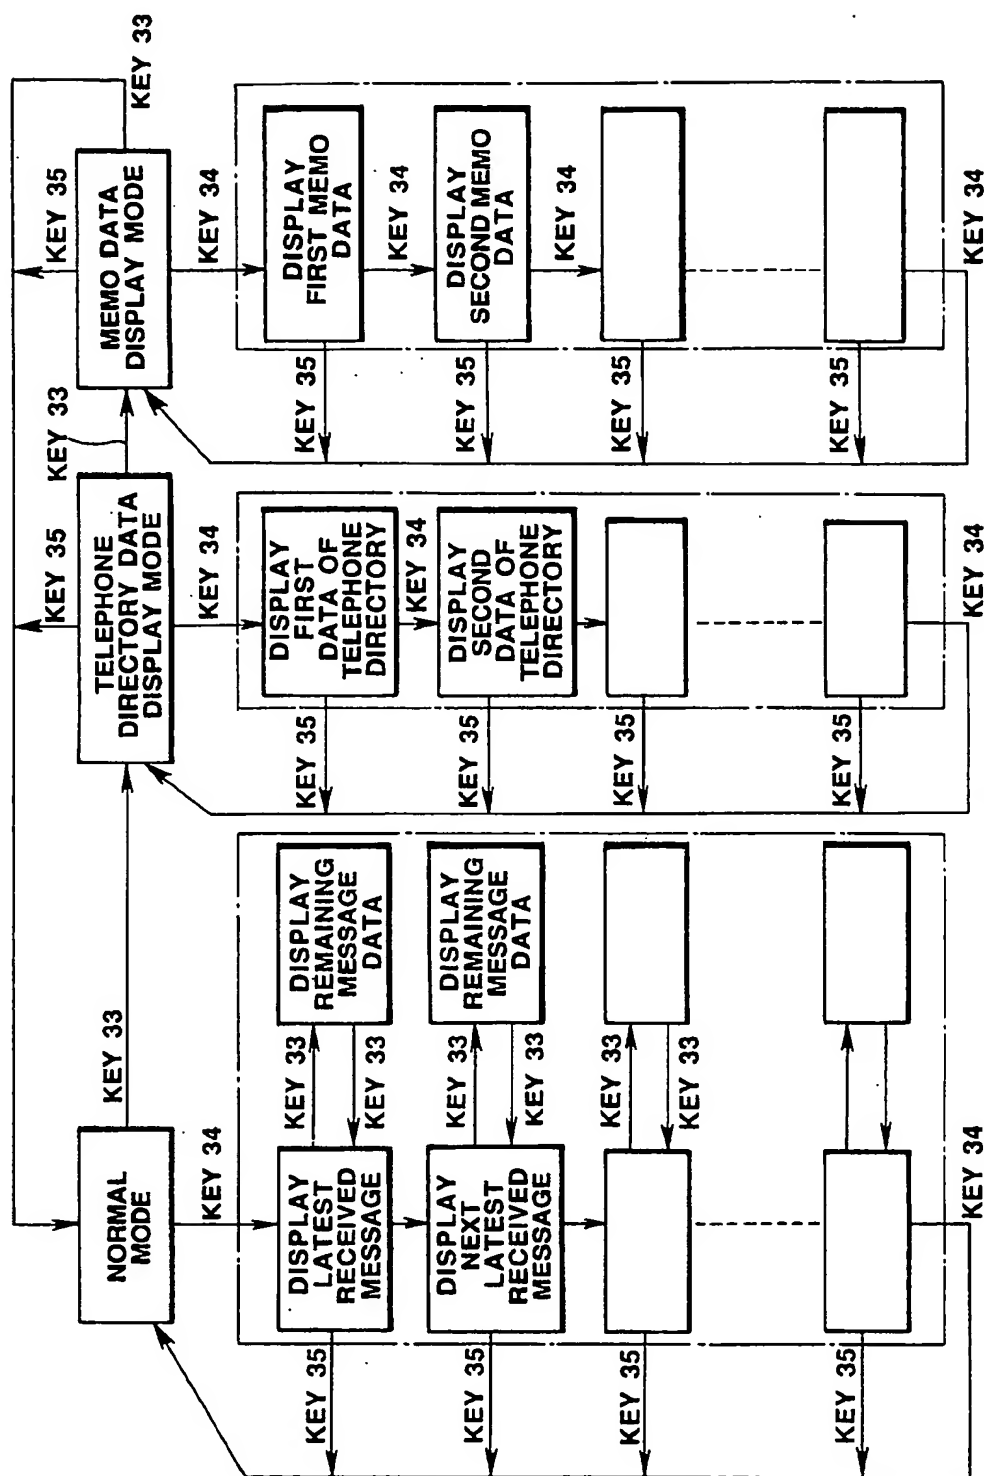 KEY 33
NORMAL
MODE
KEY 34
KEY 35
DISPLAY
LATEST
RECEIVED
MESSAGE
KEY 33
KEY 33
DISPLAY
REMAINING
MESSAGE
DATA
KEY 35
DISPLAY
NEXT
LATEST
RECEIVED
MESSAGE
KEY 33
KEY 33
DISPLAY
REMAINING
MESSAGE
DATA
KEY 35
KEY 33
KEY 33
KEY 35
KEY 34
KEY 35
TELEPHONE
DIRECTORY DATA
DISPLAY MODE
KEY 33
KEY 34
KEY 35
DISPLAY
FIRST
DATA OF
TELEPHONE
DIRECTORY
KEY 34
KEY 35
DISPLAY
SECOND
DATA OF
TELEPHONE
DIRECTORY
KEY 35
KEY 35
KEY 34
KEY 35
MEMO DATA
DISPLAY MODE
KEY 33
KEY 34
KEY 35
DISPLAY
FIRST MEMO
DATA
KEY 34
KEY 35
DISPLAY
SECOND MEMO
DATA
KEY 34
KEY 35
KEY 35
KEY 34